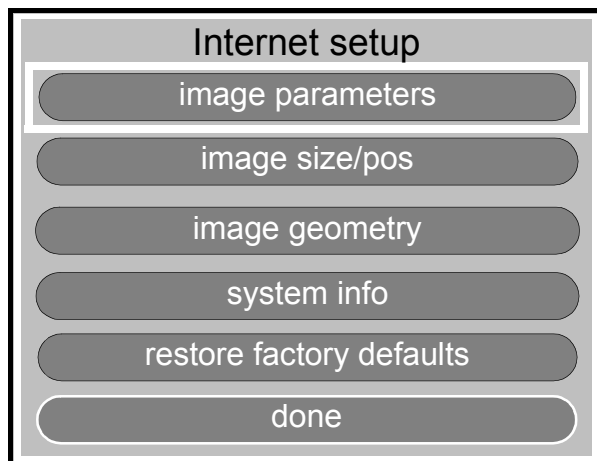 Internet setup
image parameters
image size/pos
image geometry
system info
restore factory defaults
done